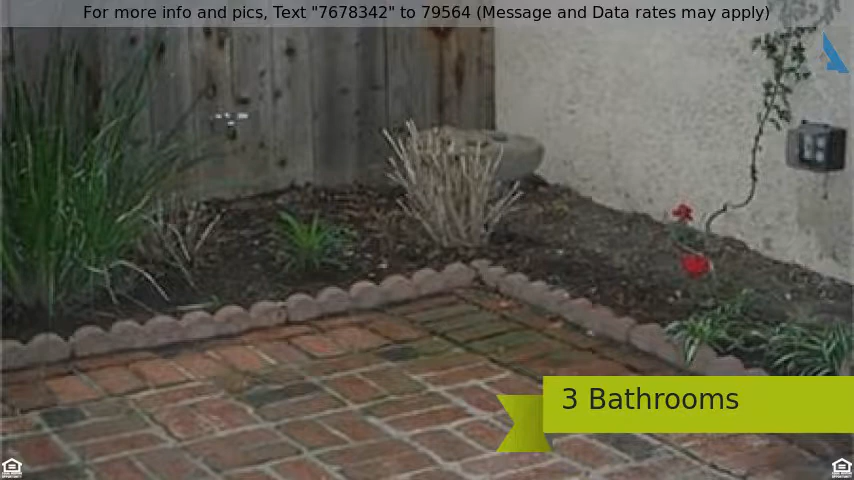 For more info and pics, Text "7678342" to 79564 (Message and Data rates may apply)
3 Bathrooms